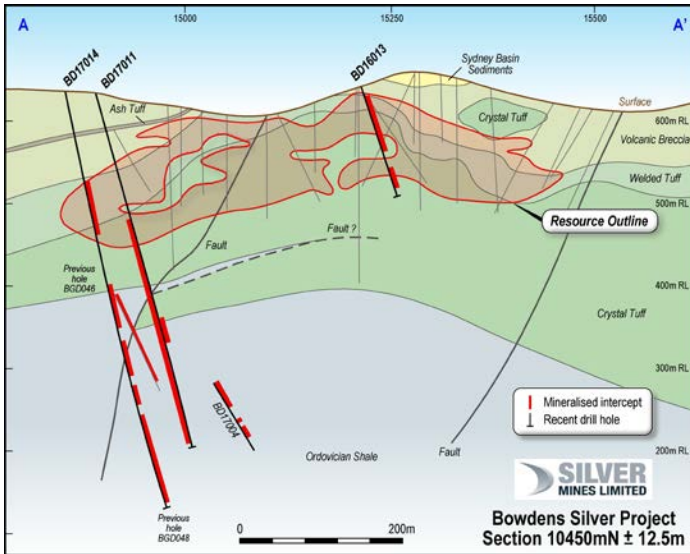 A
15000
15250
15500
A'
BD17014
BD17011
BD16013
Sydney Basin
Sediments
Ash Tuff
Crystal Tuff
Surface
600m RL
Volcanic Breccia
Welded Tuff
500m RL
Resource Outline
Fault
Fault ?
Previous
hole
BGD046
400m RL
Crystal Tuff
300m RL
BD17004
Mineralised intercept
Recent drill hole
Ordovician Shale
Fault
200m RL
SILVER
MINES LIMITED
Previous
hole
BGD048
0
200m
Bowdens Silver Project
Section 10450mN ± 12.5m